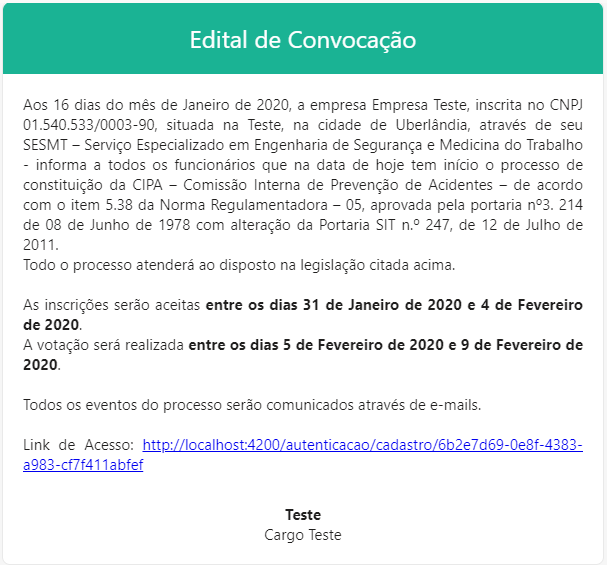 Edital de Convocação
Aos 16 dias do mês de Janeiro de 2020, a empresa Empresa Teste, inscrita no CNPJ
01.540.533/0003-90, situada na Teste, na cidade de Uberlândia, através de seu
SESMT – Serviço Especializado em Engenharia de Segurança e Medicina do Trabalho
- informa a todos os funcionários que na data de hoje tem início o processo de
constituição da CIPA – Comissão Interna de Prevenção de Acidentes – de acordo
com o item 5.38 da Norma Regulamentadora – 05, aprovada pela portaria nº3. 214
de 08 de Junho de 1978 com alteração da Portaria SIT n.º 247, de 12 de Julho de
2011.
Todo o processo atenderá ao disposto na legislação citada acima.
As inscrições serão aceitas entre os dias 31 de Janeiro de 2020 e 4 de Fevereiro
de 2020.
A votação será realizada entre os dias 5 de Fevereiro de 2020 e 9 de Fevereiro de
2020.
Todos os eventos do processo serão comunicados através de e-mails.
Link de Acesso: http://localhost:4200/autenticacao/cadastro/6b2e7d69-0e8f-4383-
a983-cf7f411abfef
Teste
Cargo Teste